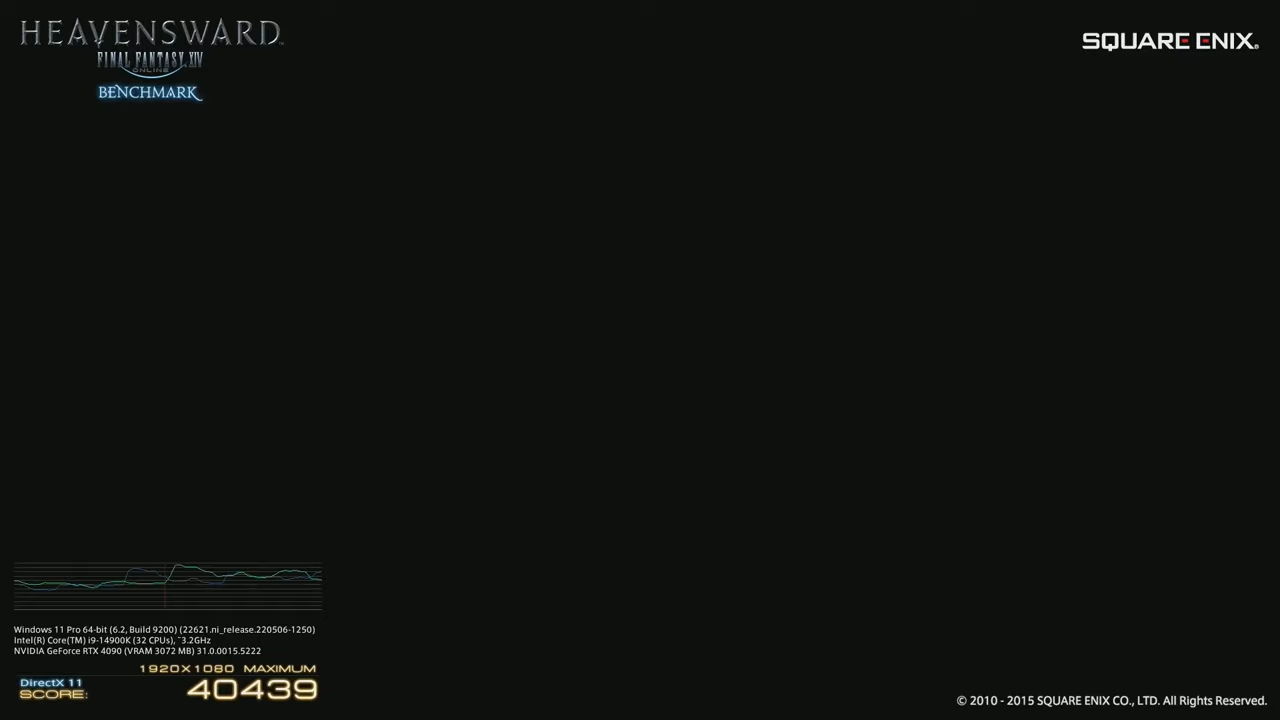 HEAVENSWARD
FINAL FANTASY XIV
ONLINE
BENCHMARK
SQUARE ENIX®
Windows 11 Pro 64-bit (6.2, Build 9200) (22621.ni_release.220506-1250)
Intel(R) Core(TM) i9-14900K (32 CPUs), ~3.2GHz
NVIDIA GeForce RTX 4090 (VRAM 3072 MB) 31.0.0015.5222
1920X1080 MAXIMUM
DirectX 11
SCORE: 40439
© 2010 - 2015 SQUARE ENIX CO., LTD. All Rights Reserved.